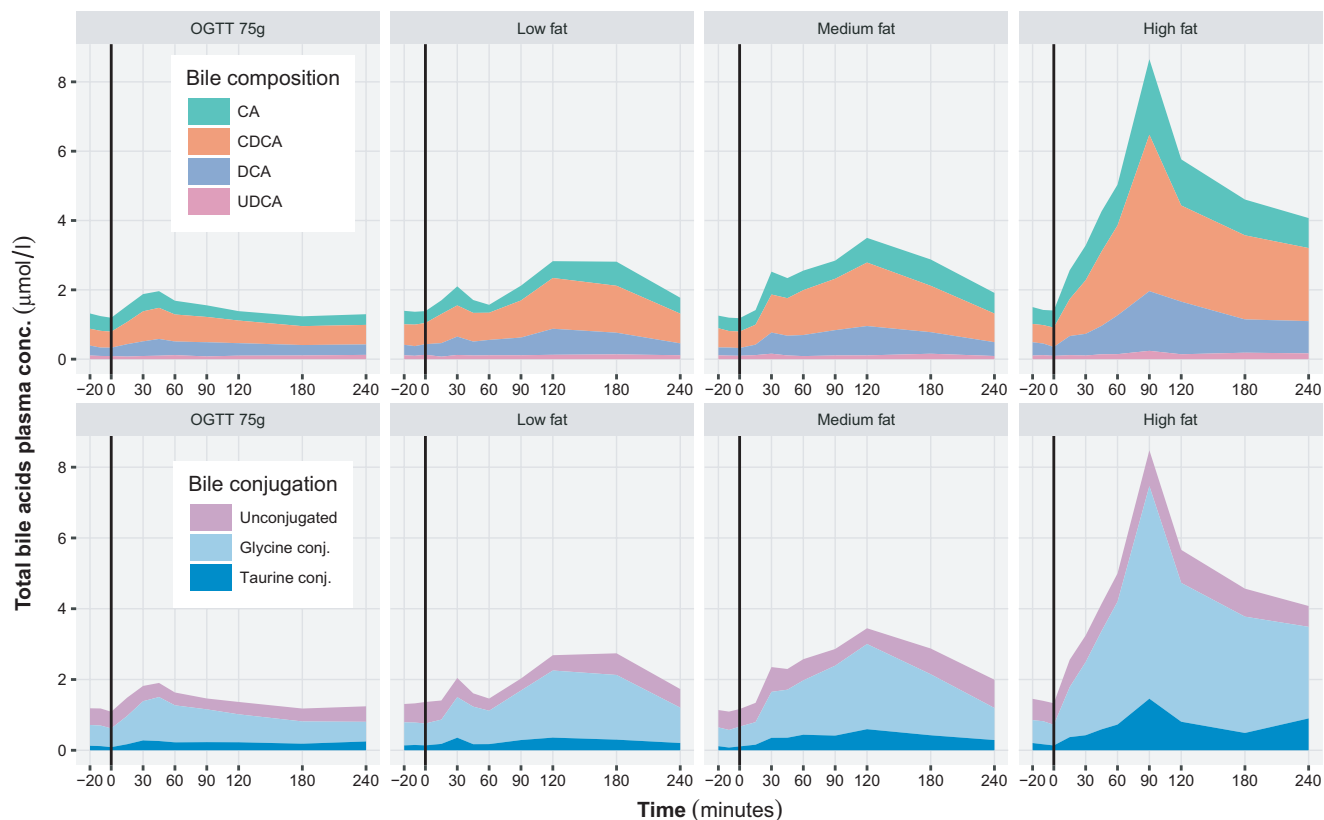 OGTT 75g Low fat Medium fat High fat
Bile composition
CA
CDCA
DCA
UDCA
8
6
4
2
0
−20 0 30 60 90 120 180 240 −20 0 30 60 90 120 180 240 −20 0 30 60 90 120 180 240 −20 0 30 60 90 120 180 240
Total bile acids plasma conc. (μmol/l)
OGTT 75g Low fat Medium fat High fat
Bile conjugation
Unconjugated
Glycine conj.
Taurine conj.
8
6
4
2
0
−20 0 30 60 90 120 180 240 −20 0 30 60 90 120 180 240 −20 0 30 60 90 120 180 240 −20 0 30 60 90 120 180 240
Time (minutes)